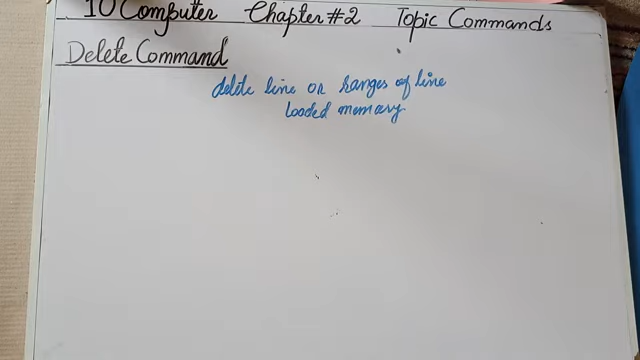 10 Computer Chapter #2 Topic Commands
Delete Command
delete line or ranges of line
loaded memory